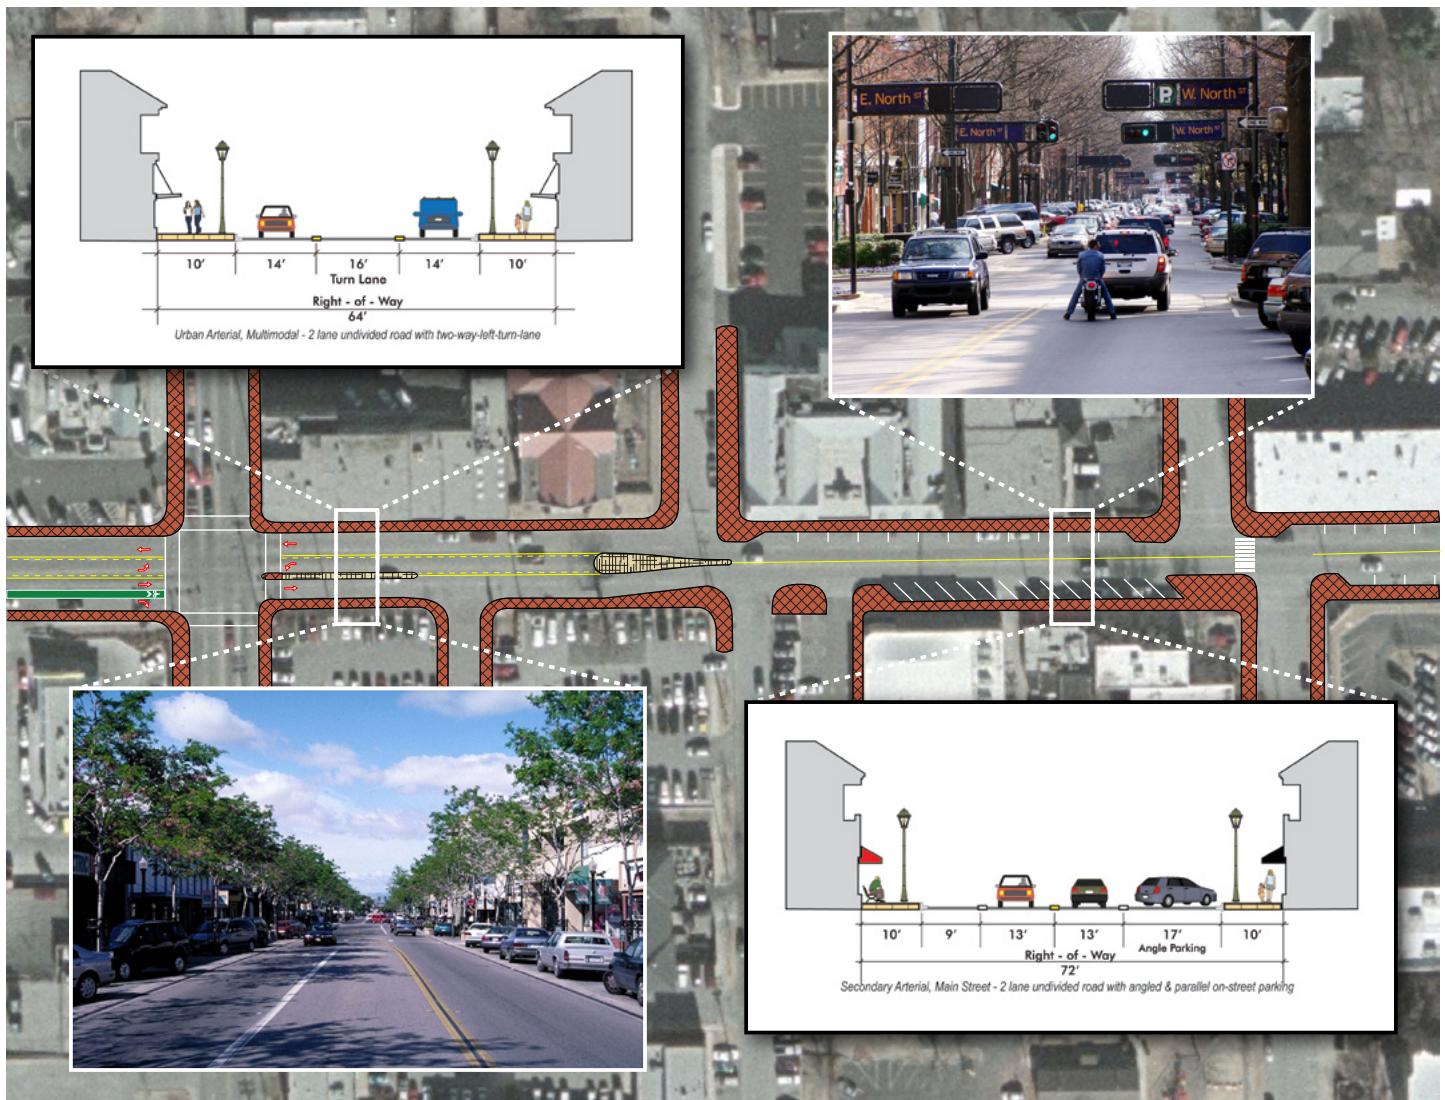 10' 14' 16' 14' 10'
Turn Lane
Right - of - Way
64'
Urban Arterial, Multimodal - 2 lane undivided road with two-way-left-turn-lane
E. North ST
P W. North ST
E. North ST
W. North ST
10' 9' 13' 13' 17' 10'
Angle Parking
Right - of - Way
72'
Secondary Arterial, Main Street - 2 lane undivided road with angled & parallel on-street parking